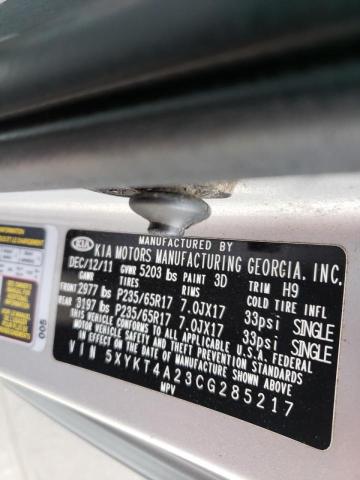 MANUFACTURED BY
KIA KIA MOTORS MANUFACTURING GEORGIA. INC.
DEC/12/11 GVWR 5203 lbs PAINT 3D TRIM H9
GAWR TIRES RIMS COLD TIRE INFL
FRONT 2977 lbs P235/65R17 7.0JX17 33psi SINGLE
REAR 3197 lbs P235/65R17 7.0JX17 33psi SINGLE
THIS VEHICLE CONFORMS TO ALL APPLICABLE U.S.A. FEDERAL
MOTOR VEHICLE SAFETY STANDARDS
IN EFFECT ON THE DATE OF MANUFACTURE SHOWN ABOVE
VIN 5XYKT4A23CG285217
MPV
005